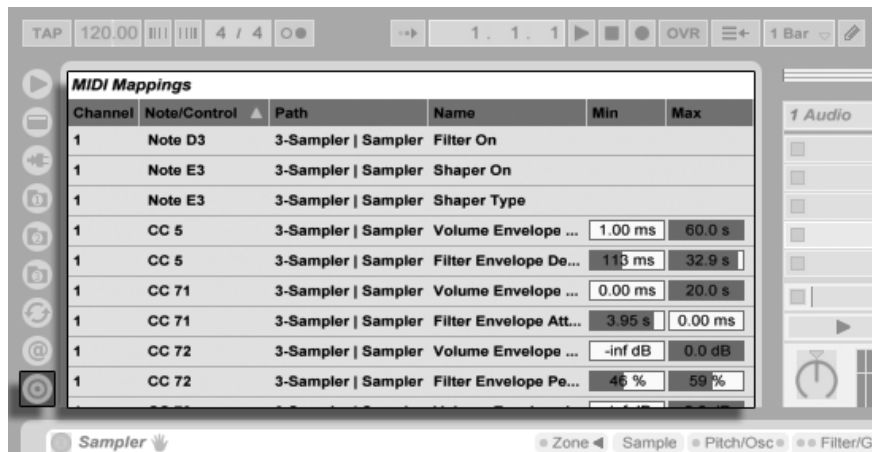 TAP 120.00 4 / 4 1. 1. 1 OVR 1 Bar
MIDI Mappings
Channel Note/Control Path Name Min Max
1 Note D3 3-Sampler | Sampler Filter On
1 Note E3 3-Sampler | Sampler Shaper On
1 Note E3 3-Sampler | Sampler Shaper Type
1 CC 5 3-Sampler | Sampler Volume Envelope ... 1.00 ms 60.0 s
1 CC 5 3-Sampler | Sampler Filter Envelope De... 113 ms 32.9 s
1 CC 71 3-Sampler | Sampler Volume Envelope ... 0.00 ms 20.0 s
1 CC 71 3-Sampler | Sampler Filter Envelope Att... 3.95 s 0.00 ms
1 CC 72 3-Sampler | Sampler Volume Envelope ... -inf dB 0.0 dB
1 CC 72 3-Sampler | Sampler Filter Envelope Pe... 46 % 59 %
1 Audio
Sampler Zone Sample Pitch/Osc Filter/G